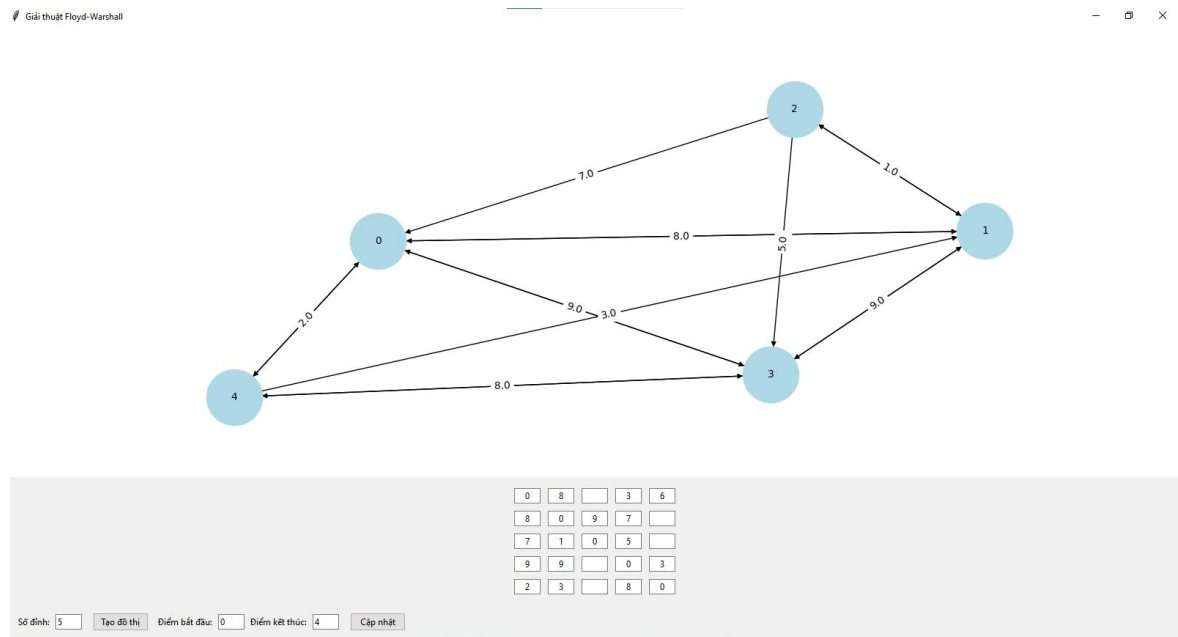 Giải thuật Floyd-Warshall
2
7.0
1.0
1
0
8.0
5.0
9.0
3.0
9.0
2.0
3
8.0
4
0 8 3 6
8 0 9 7
7 1 0 5
9 9 0 3
2 3 8 0
Số đỉnh: 5 Tạo đồ thị Điểm bắt đầu: 0 Điểm kết thúc: 4 Cập nhật